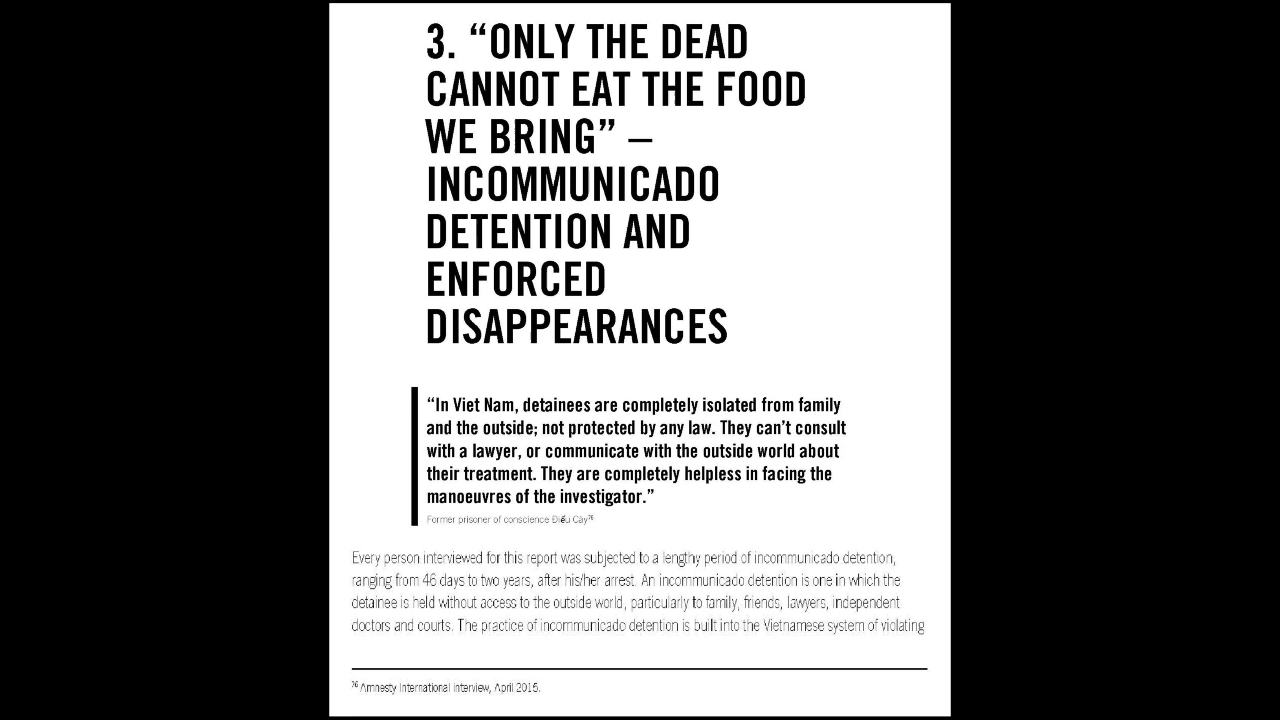 3. “ONLY THE DEAD
CANNOT EAT THE FOOD
WE BRING” –
INCOMMUNICADO
DETENTION AND
ENFORCED
DISAPPEARANCES
“In Viet Nam, detainees are completely isolated from family
and the outside; not protected by any law. They can’t consult
with a lawyer, or communicate with the outside world about
their treatment. They are completely helpless in facing the
manoeuvres of the investigator.”
Former prisoner of conscience Điếu Cày⁷⁶
Every person interviewed for this report was subjected to a lengthy period of incommunicado detention,
ranging from 46 days to two years, after his/her arrest. An incommunicado detention is one in which the
detainee is held without access to the outside world, particularly to family, friends, lawyers, independent
doctors and courts. The practice of incommunicado detention is built into the Vietnamese system of violating
⁷⁶ Amnesty International Interview, April 2015.